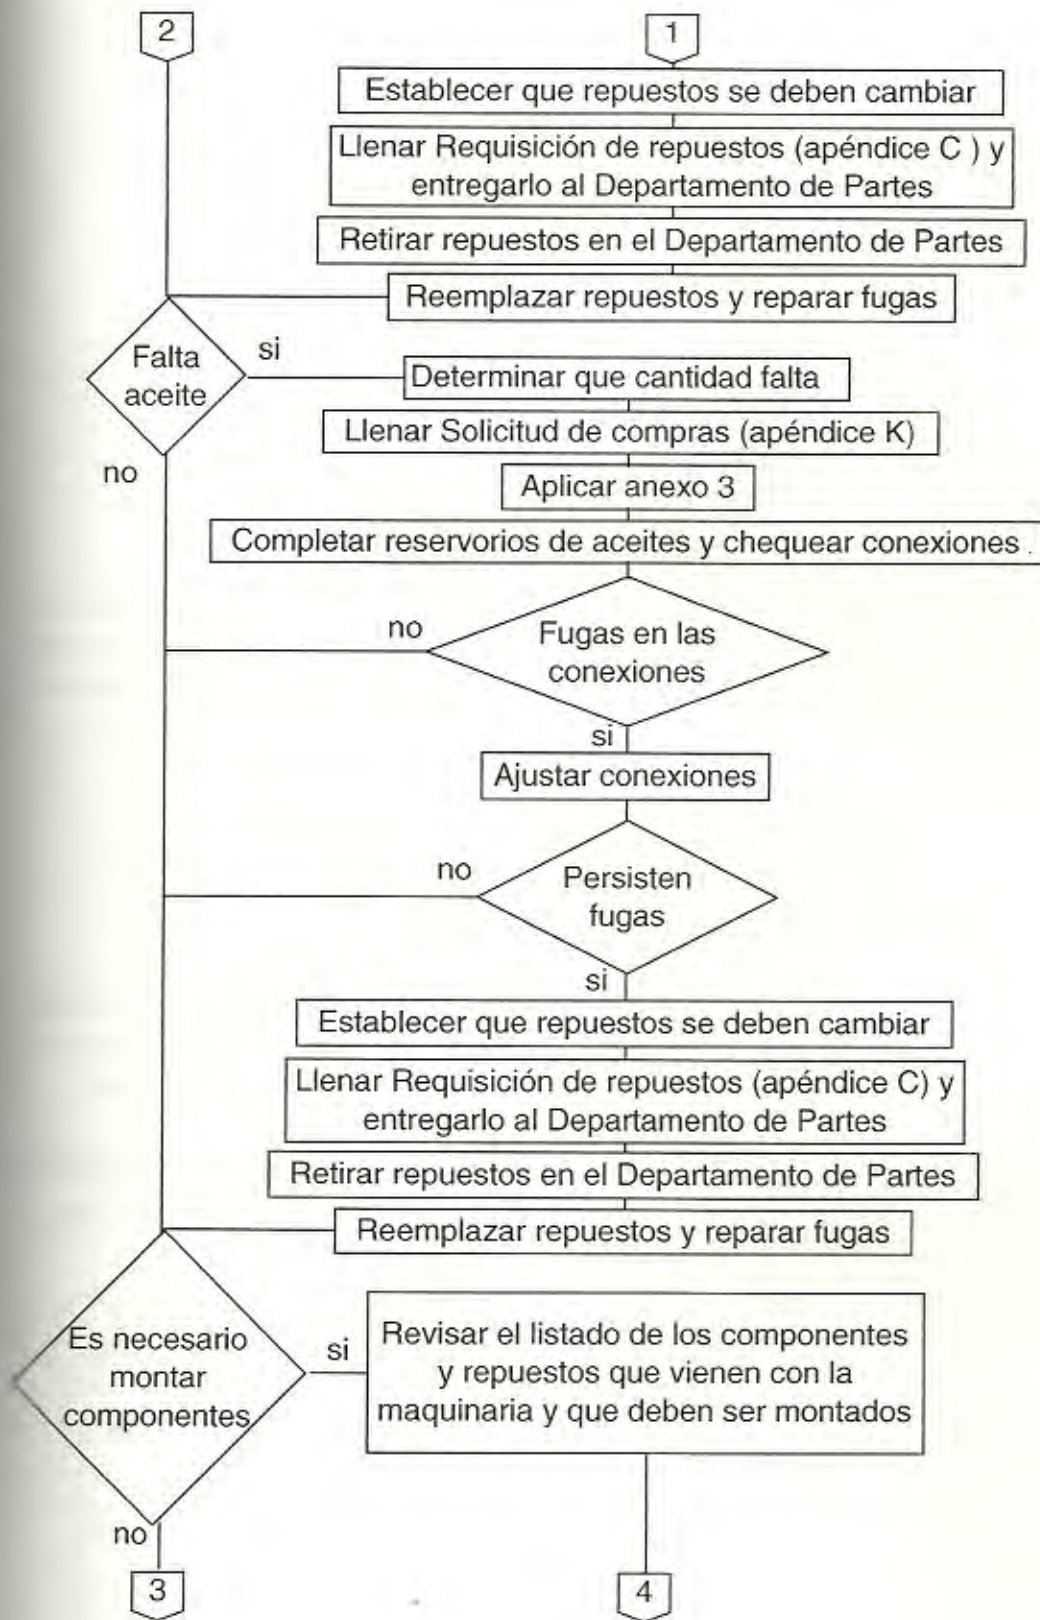 2
1
Establecer que repuestos se deben cambiar
Llenar Requisición de repuestos (apéndice C ) y
entregarlo al Departamento de Partes
Retirar repuestos en el Departamento de Partes
Reemplazar repuestos y reparar fugas
Falta
aceite
si
no
Determinar que cantidad falta
Llenar Solicitud de compras (apéndice K)
Aplicar anexo 3
Completar reservorios de aceites y chequear conexiones .
Fugas en las
conexiones
no
si
Ajustar conexiones
Persisten
fugas
no
si
Establecer que repuestos se deben cambiar
Llenar Requisición de repuestos (apéndice C) y
entregarlo al Departamento de Partes
Retirar repuestos en el Departamento de Partes
Reemplazar repuestos y reparar fugas
Es necesario
montar
componentes
si
Revisar el listado de los componentes
y repuestos que vienen con la
maquinaria y que deben ser montados
no
3
4